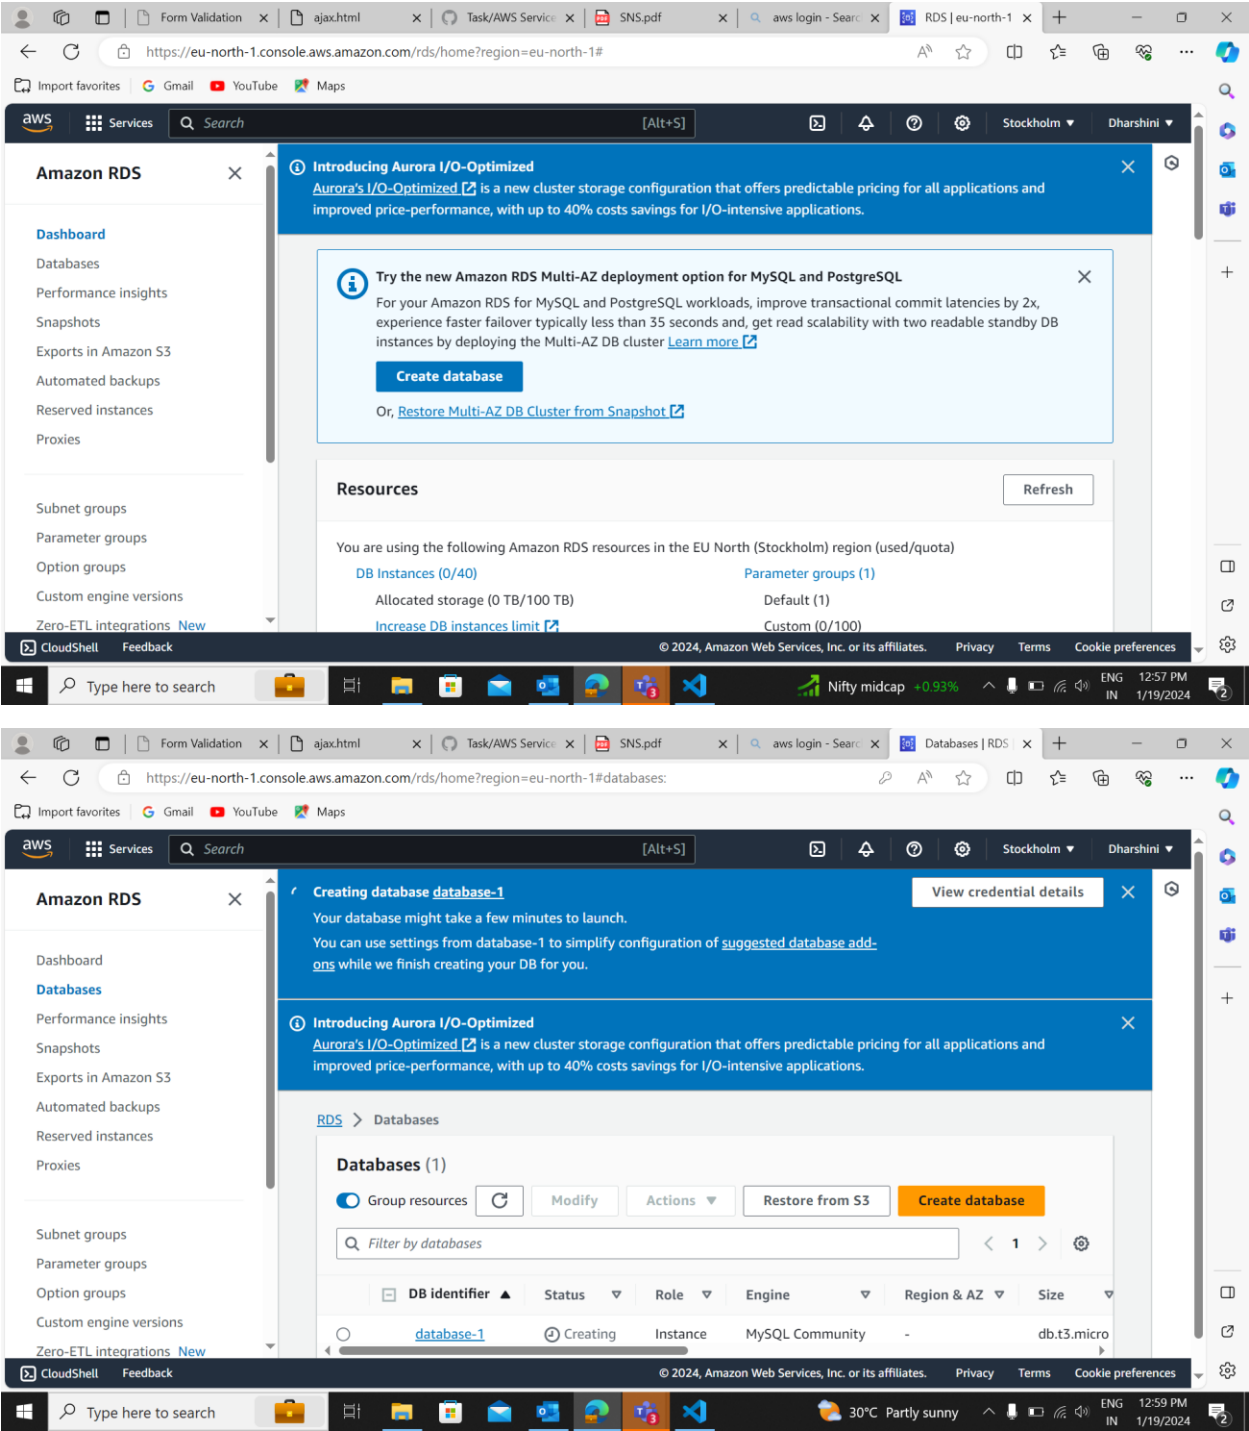 Form Validation
ajax.html
Task/AWS Service
SNS.pdf
aws login - Searc
RDS | eu-north-1
https://eu-north-1.console.aws.amazon.com/rds/home?region=eu-north-1#
Import favorites
Gmail
YouTube
Maps
aws
Services
Search
[Alt+S]
Stockholm ▼
Dharshini ▼
Amazon RDS
Dashboard
Databases
Performance insights
Snapshots
Exports in Amazon S3
Automated backups
Reserved instances
Proxies
Subnet groups
Parameter groups
Option groups
Custom engine versions
Zero-ETL integrations New
Introducing Aurora I/O-Optimized
Aurora's I/O-Optimized is a new cluster storage configuration that offers predictable pricing for all applications and
improved price-performance, with up to 40% costs savings for I/O-intensive applications.
Try the new Amazon RDS Multi-AZ deployment option for MySQL and PostgreSQL
For your Amazon RDS for MySQL and PostgreSQL workloads, improve transactional commit latencies by 2x,
experience faster failover typically less than 35 seconds and, get read scalability with two readable standby DB
instances by deploying the Multi-AZ DB cluster Learn more
Create database
Or, Restore Multi-AZ DB Cluster from Snapshot
Resources
Refresh
You are using the following Amazon RDS resources in the EU North (Stockholm) region (used/quota)
DB Instances (0/40)
Allocated storage (0 TB/100 TB)
Increase DB instances limit
Parameter groups (1)
Default (1)
Custom (0/100)
CloudShell
Feedback
© 2024, Amazon Web Services, Inc. or its affiliates.
Privacy
Terms
Cookie preferences
Type here to search
Nifty midcap +0.93%
ENG
IN
12:57 PM
1/19/2024
Form Validation
ajax.html
Task/AWS Service
SNS.pdf
aws login - Searc
Databases | RDS
https://eu-north-1.console.aws.amazon.com/rds/home?region=eu-north-1#databases:
Import favorites
Gmail
YouTube
Maps
aws
Services
Search
[Alt+S]
Stockholm ▼
Dharshini ▼
Amazon RDS
Dashboard
Databases
Performance insights
Snapshots
Exports in Amazon S3
Automated backups
Reserved instances
Proxies
Subnet groups
Parameter groups
Option groups
Custom engine versions
Zero-ETL integrations New
Creating database database-1
View credential details
Your database might take a few minutes to launch.
You can use settings from database-1 to simplify configuration of suggested database add-
ons while we finish creating your DB for you.
Introducing Aurora I/O-Optimized
Aurora's I/O-Optimized is a new cluster storage configuration that offers predictable pricing for all applications and
improved price-performance, with up to 40% costs savings for I/O-intensive applications.
RDS > Databases
Databases (1)
Group resources
Modify
Actions ▼
Restore from S3
Create database
Filter by databases
< 1 >
DB identifier ▲
Status
Role
Engine
Region & AZ
Size
database-1
Creating
Instance
MySQL Community
-
db.t3.micro
CloudShell
Feedback
© 2024, Amazon Web Services, Inc. or its affiliates.
Privacy
Terms
Cookie preferences
Type here to search
30°C Partly sunny
ENG
IN
12:59 PM
1/19/2024